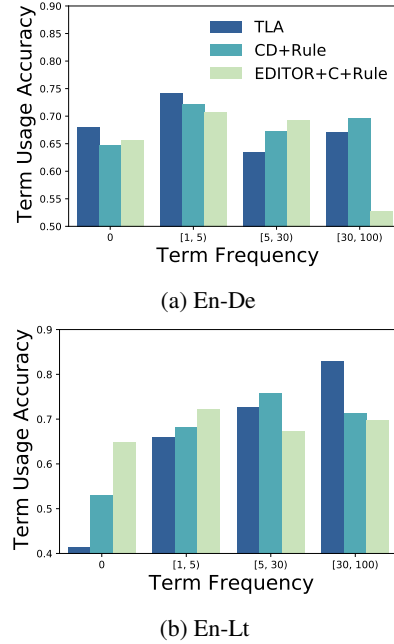 0.90
0.85
0.80
0.75
0.70
0.65
0.60
0.55
0.50
Term Usage Accuracy
TLA
CD+Rule
EDITOR+C+Rule
0 [1, 5) [5, 30) [30, 100)
Term Frequency
(a) En-De
0.9
0.8
0.7
0.6
0.5
0.4
Term Usage Accuracy
0 [1, 5) [5, 30) [30, 100)
Term Frequency
(b) En-Lt